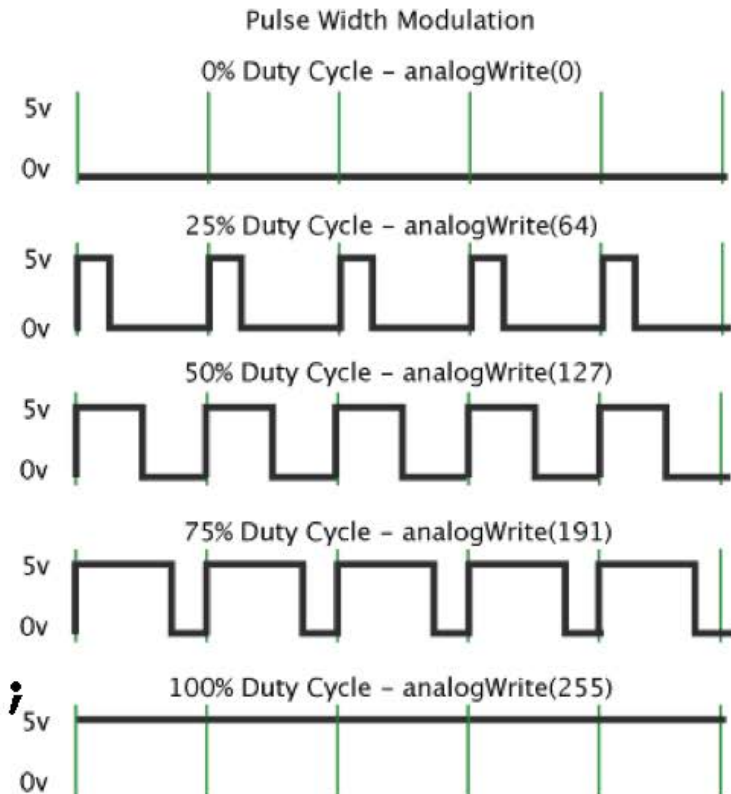 Pulse Width Modulation
0% Duty Cycle – analogWrite(0)
5v
0v
25% Duty Cycle – analogWrite(64)
5v
0v
50% Duty Cycle – analogWrite(127)
5v
0v
75% Duty Cycle – analogWrite(191)
5v
0v
;
100% Duty Cycle – analogWrite(255)
5v
0v